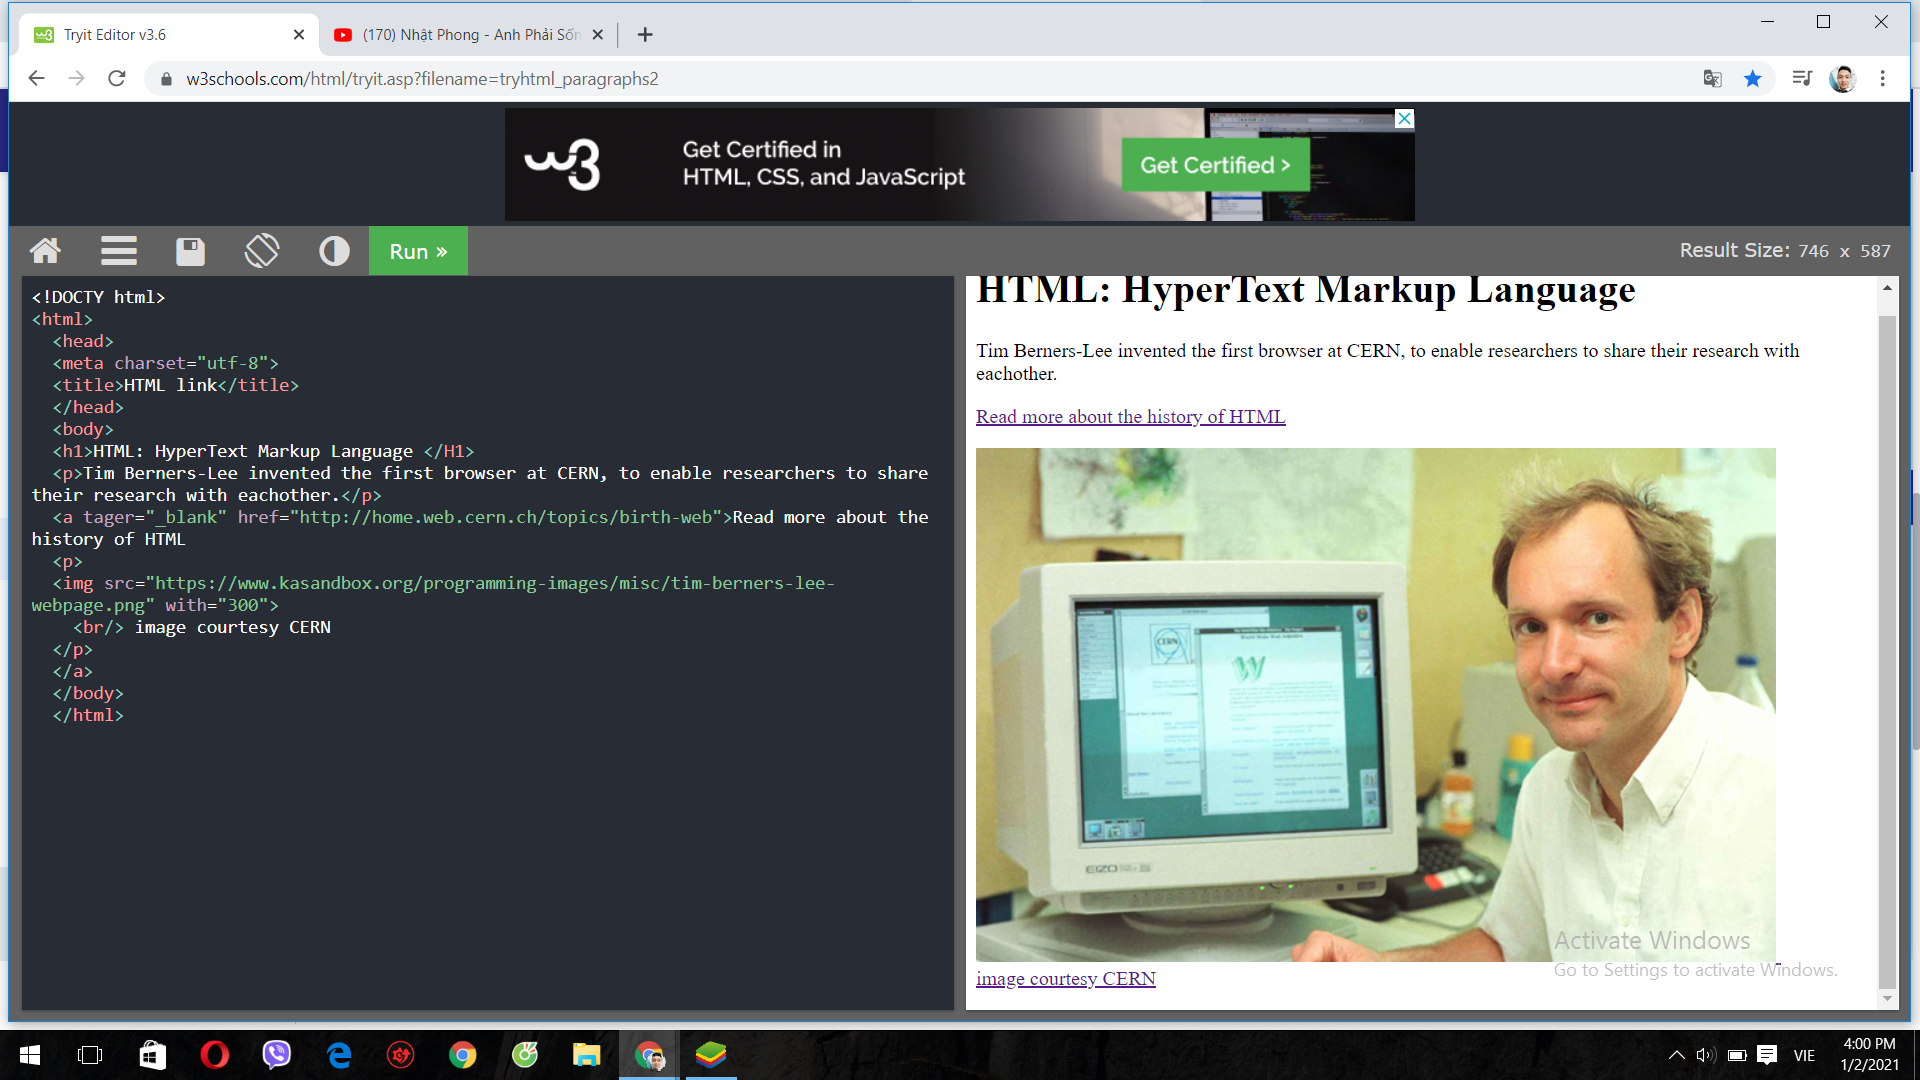 Tryit Editor v3.6
(170) Nhật Phong - Anh Phải Sốn
w3schools.com/html/tryit.asp?filename=tryhtml_paragraphs2
w3
Get Certified in
HTML, CSS, and JavaScript
Get Certified >
Run »
Result Size: 746 x 587
<!DOCTY html>
<html>
<head>
<meta charset="utf-8">
<title>HTML link</title>
</head>
<body>
<h1>HTML: HyperText Markup Language </H1>
<p>Tim Berners-Lee invented the first browser at CERN, to enable researchers to share
their research with eachother.</p>
<a tager="_blank" href="http://home.web.cern.ch/topics/birth-web">Read more about the
history of HTML
<p>
<img src="https://www.kasandbox.org/programming-images/misc/tim-berners-lee-
webpage.png" with="300">
<br/> image courtesy CERN
</p>
</a>
</body>
</html>
HTML: HyperText Markup Language
Tim Berners-Lee invented the first browser at CERN, to enable researchers to share their research with
eachother.
Read more about the history of HTML
CERN
World Wide Web
W
EIZO
image courtesy CERN
Activate Windows
Go to Settings to activate Windows.
VIE
4:00 PM
1/2/2021